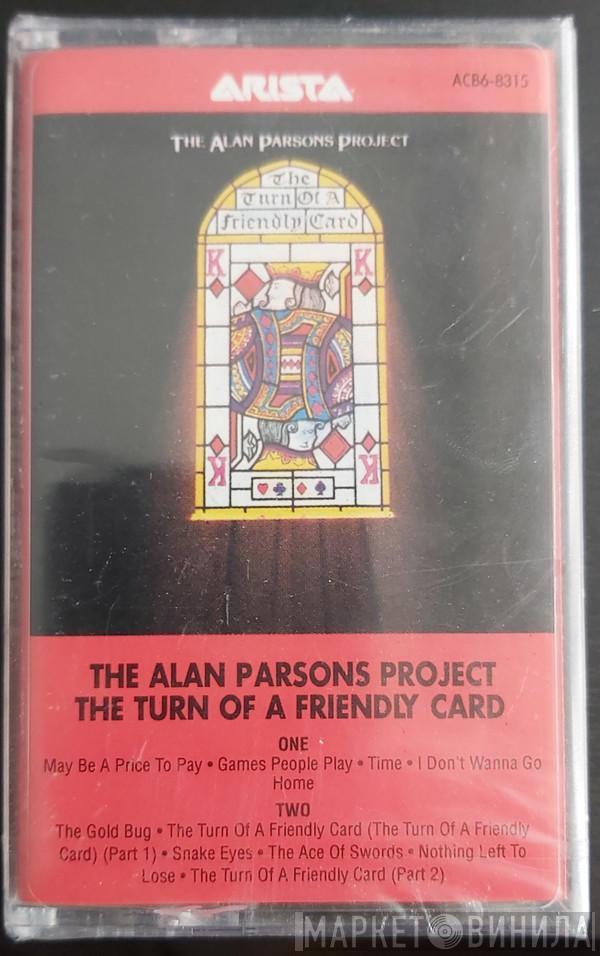 ARISTA
ACB6-8315
THE ALAN PARSONS PROJECT
The
Turn Of A
Friendly Card
K K
K K
THE ALAN PARSONS PROJECT
THE TURN OF A FRIENDLY CARD
ONE
May Be A Price To Pay • Games People Play • Time • I Don't Wanna Go
Home
TWO
The Gold Bug • The Turn Of A Friendly Card (The Turn Of A Friendly
Card) (Part 1) • Snake Eyes • The Ace Of Swords • Nothing Left To
Lose • The Turn Of A Friendly Card (Part 2)
МАРКЕТ ВИНИЛА